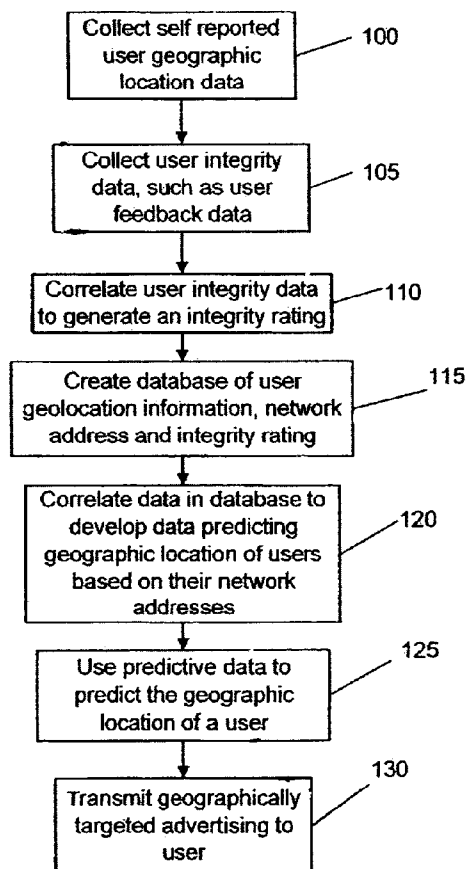 Collect self reported
user geographic
location data
100
Collect user integrity
data, such as user
feedback data
105
Correlate user integrity data
to generate an integrity rating
110
Create database of user
geolocation information, network
address and integrity rating
115
Correlate data in database to
develop data predicting
geographic location of users
based on their network
addresses
120
Use predictive data to
predict the geographic
location of a user
125
Transmit geographically
targeted advertising to
user
130